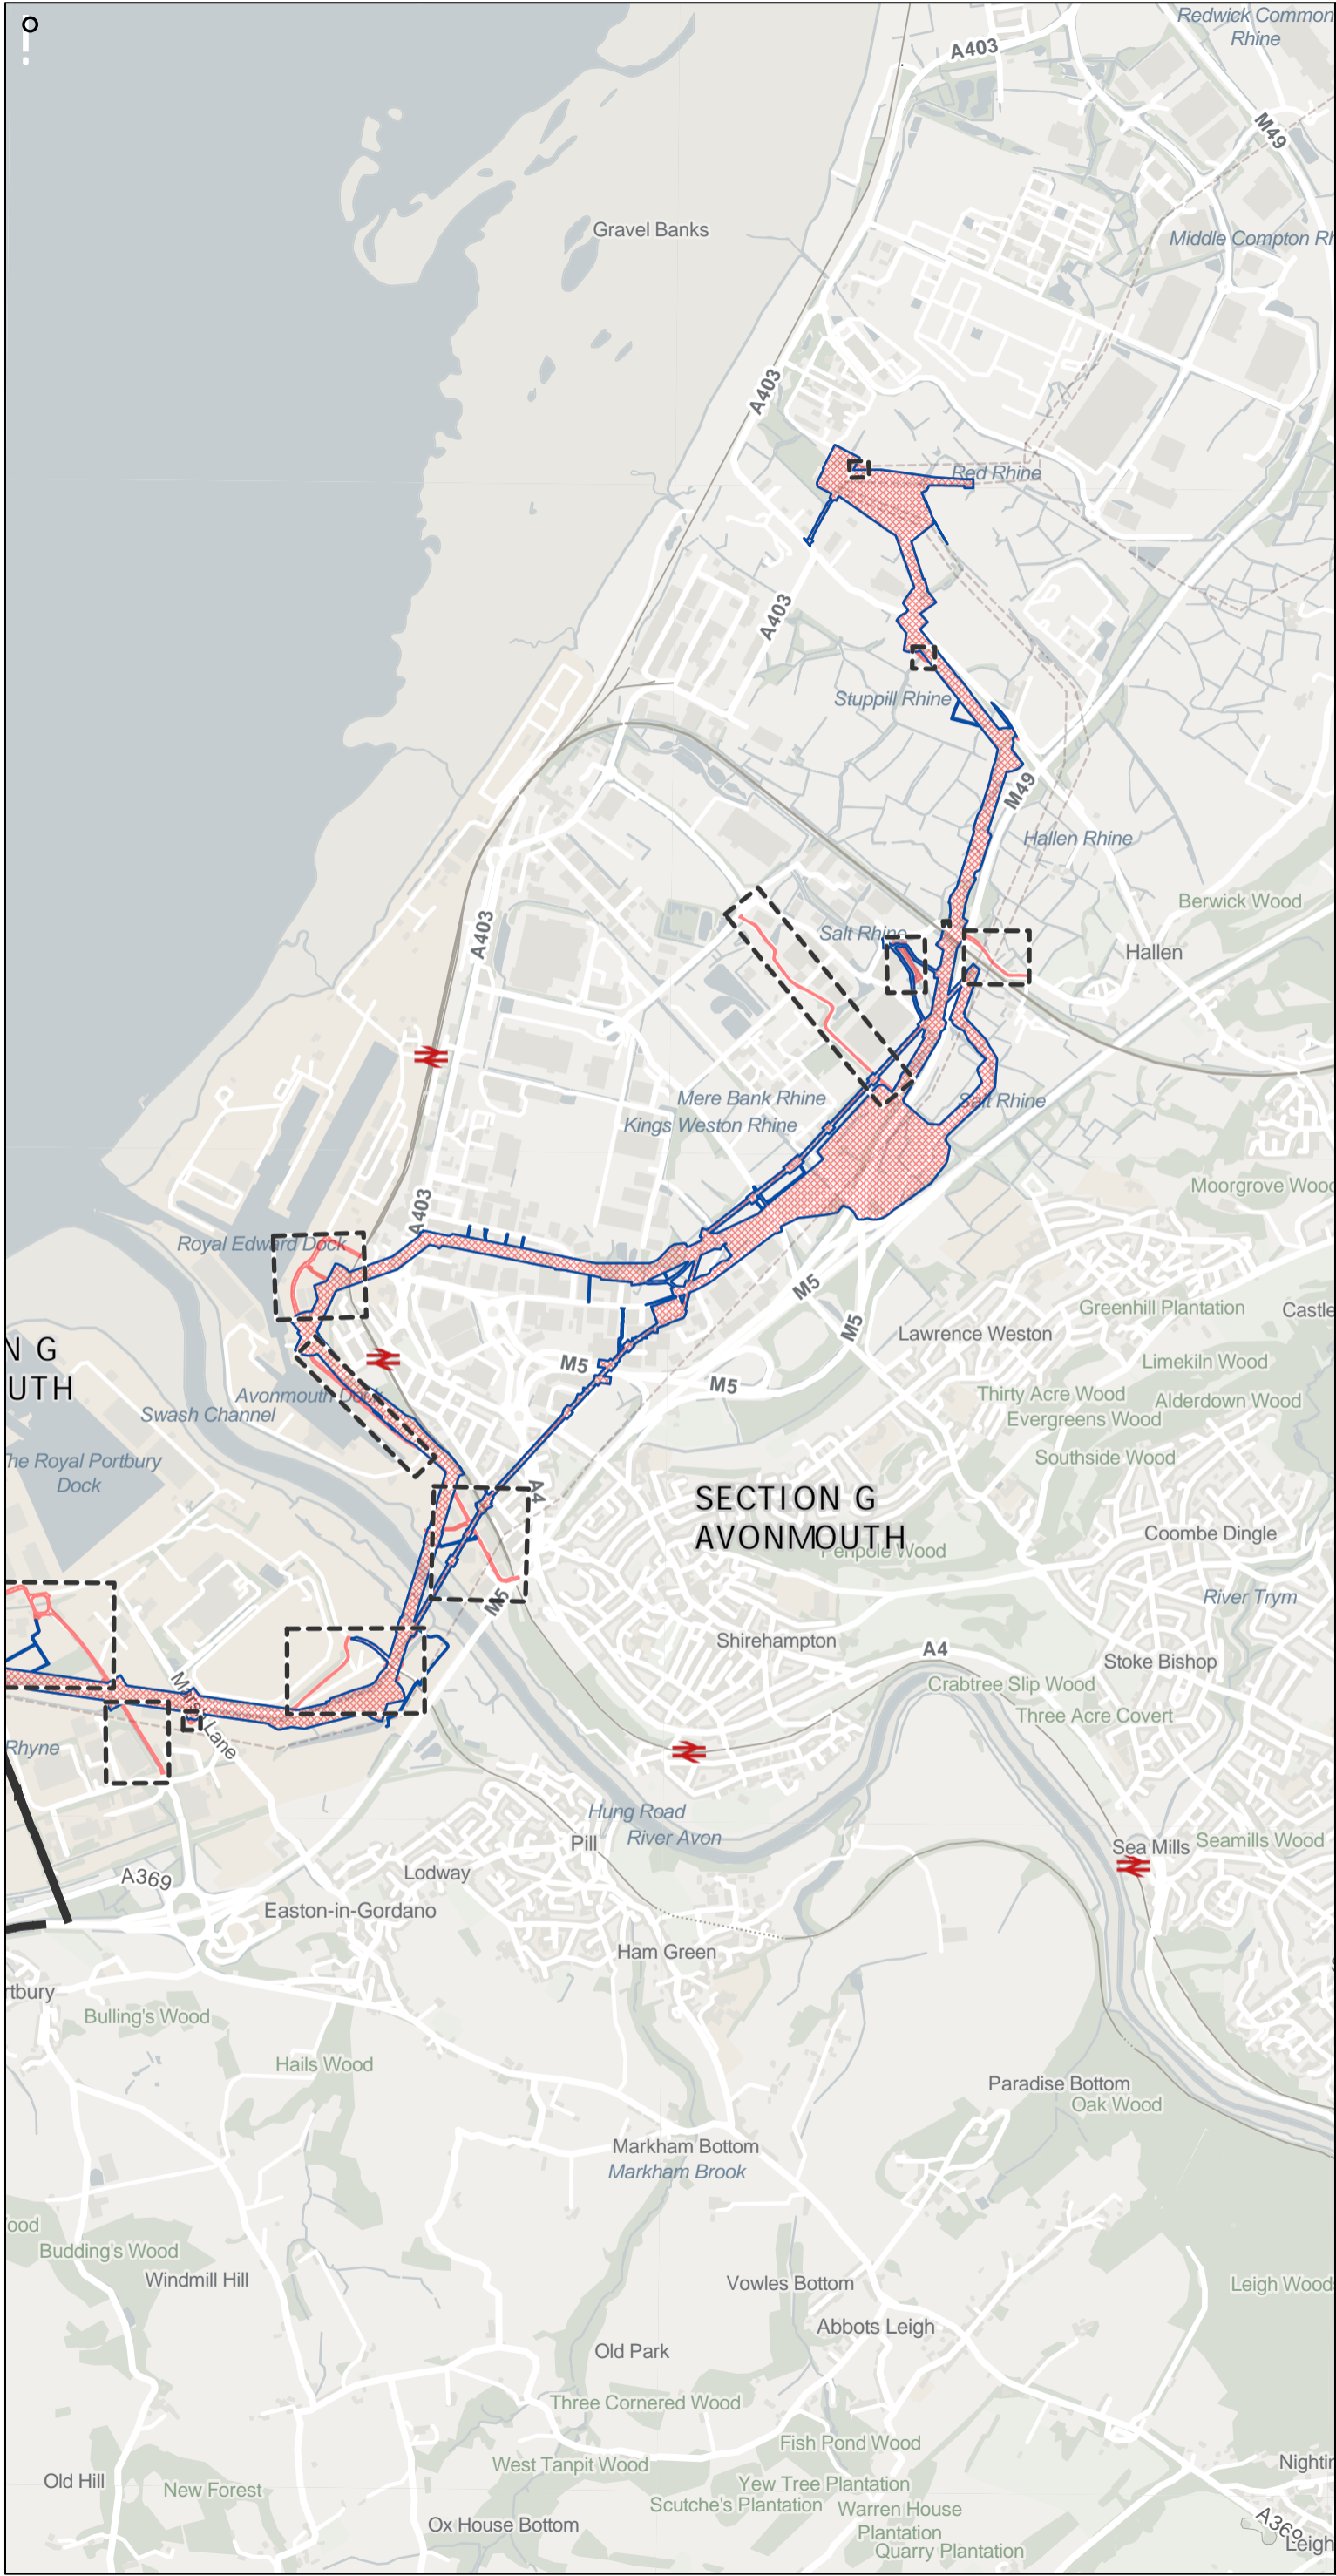 Redwick Common
Rhine
A403
M49
Gravel Banks
A403
Red Rhine
A403
Stuppill Rhine
M49
Hallen Rhine
Berwick Wood
A403
Salt Rhine
Hallen
Mere Bank Rhine
Kings Weston Rhine
Salt Rhine
A403
Royal Edward Dock
M5
M5
Greenhill Plantation
Castle
N G
UTH
Lawrence Weston
M5
M5
Limekiln Wood
Avonmouth Dock
Swash Channel
Thirty Acre Wood
Alderdown Wood
Evergreens Wood
Southside Wood
The Royal Portbury
Dock
A4
SECTION G
AVONMOUTH
Coombe Dingle
Penpole Wood
M5
River Trym
Shirehampton
A4
Stoke Bishop
Crabtree Slip Wood
Three Acre Covert
Lane
Rhyne
Hung Road
River Avon
Pill
Sea Mills
Seamills Wood
A369
Lodway
Easton-in-Gordano
Ham Green
rtbury
Bulling's Wood
Hails Wood
Paradise Bottom
Oak Wood
Markham Bottom
Markham Brook
ood
Budding's Wood
Windmill Hill
Vowles Bottom
Leigh Wood
Abbots Leigh
Old Park
Three Cornered Wood
Fish Pond Wood
West Tanpit Wood
Old Hill
New Forest
Yew Tree Plantation
Scutche's Plantation
Warren House
Plantation
Ox House Bottom
Quarry Plantation
A369
Leigh